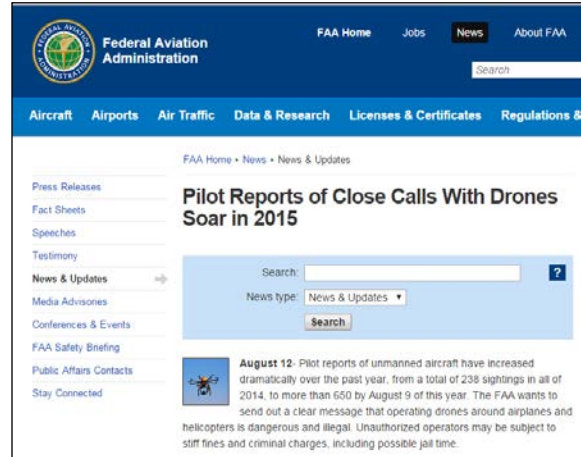 FEDERAL AVIATION
ADMINISTRATION
Federal Aviation
Administration
FAA Home Jobs News About FAA
Search
Aircraft Airports Air Traffic Data & Research Licenses & Certificates Regulations &
FAA Home • News • News & Updates
Press Releases
Fact Sheets
Speeches
Testimony
News & Updates
Media Advisories
Conferences & Events
FAA Safety Briefing
Public Affairs Contacts
Stay Connected
Pilot Reports of Close Calls With Drones
Soar in 2015
Search:
?
News type: News & Updates
Search
August 12- Pilot reports of unmanned aircraft have increased
dramatically over the past year, from a total of 238 sightings in all of
2014, to more than 650 by August 9 of this year. The FAA wants to
send out a clear message that operating drones around airplanes and
helicopters is dangerous and illegal. Unauthorized operators may be subject to
stiff fines and criminal charges, including possible jail time.